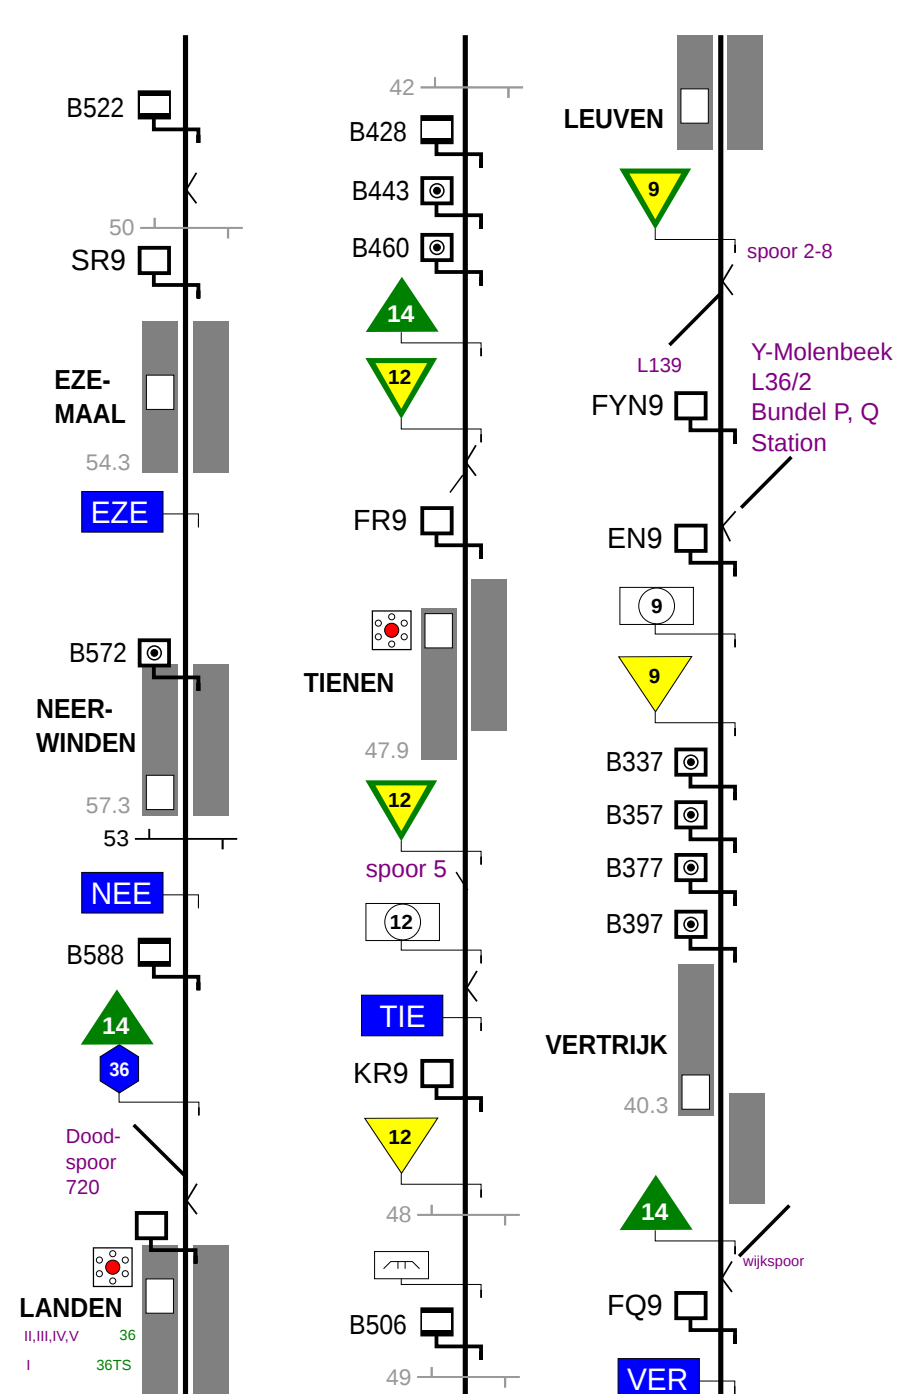 B522
50
SR9
EZE-
MAAL
54.3
EZE
B572
NEER-
WINDEN
57.3
53
NEE
B588
14
36
Dood-
spoor
720
LANDEN
II,III,IV,V 36
I 36TS
42
B428
B443
B460
14
12
FR9
TIENEN
47.9
12
spoor 5
12
TIE
KR9
12
48
B506
49
LEUVEN
9
spoor 2-8
L139
Y-Molenbeek
L36/2
Bundel P, Q
Station
FYN9
EN9
9
9
B337
B357
B377
B397
VERTRIJK
40.3
14
wijkspoor
FQ9
VER